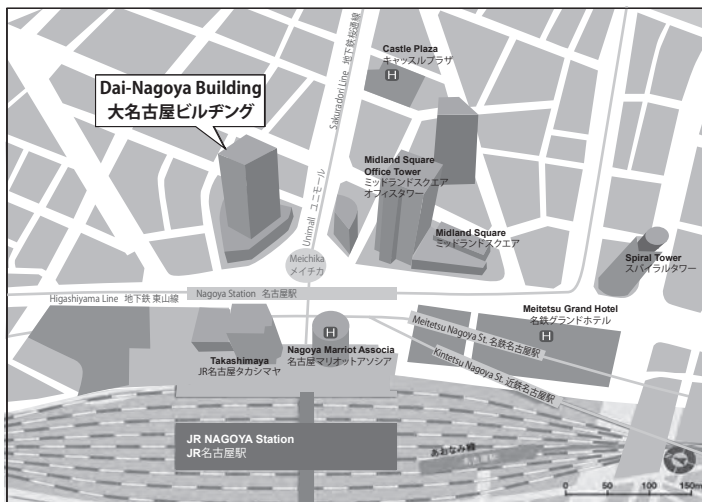 Castle Plaza
キャッスルプラザ
H
Dai-Nagoya Building
大名古屋ビルヂング
Sakuradori Line 地下鉄桜通線
Midland Square
Office Tower
ミッドランドスクエア
オフィスタワー
Unimall ユニモール
Midland Square
ミッドランドスクエア
Meichika
メイチカ
Spiral Tower
スパイラルタワー
Higashiyama Line 地下鉄 東山線
Nagoya Station 名古屋駅
Meitetsu Grand Hotel
名鉄グランドホテル
H
Meitetsu Nagoya St. 名鉄名古屋駅
Kintetsu Nagoya St. 近鉄名古屋駅
H
Takashimaya
JR名古屋タカシマヤ
Nagoya Marriot Associa
名古屋マリオットアソシア
JR NAGOYA Station
JR名古屋駅
あおなみ線
0 50 100 150m